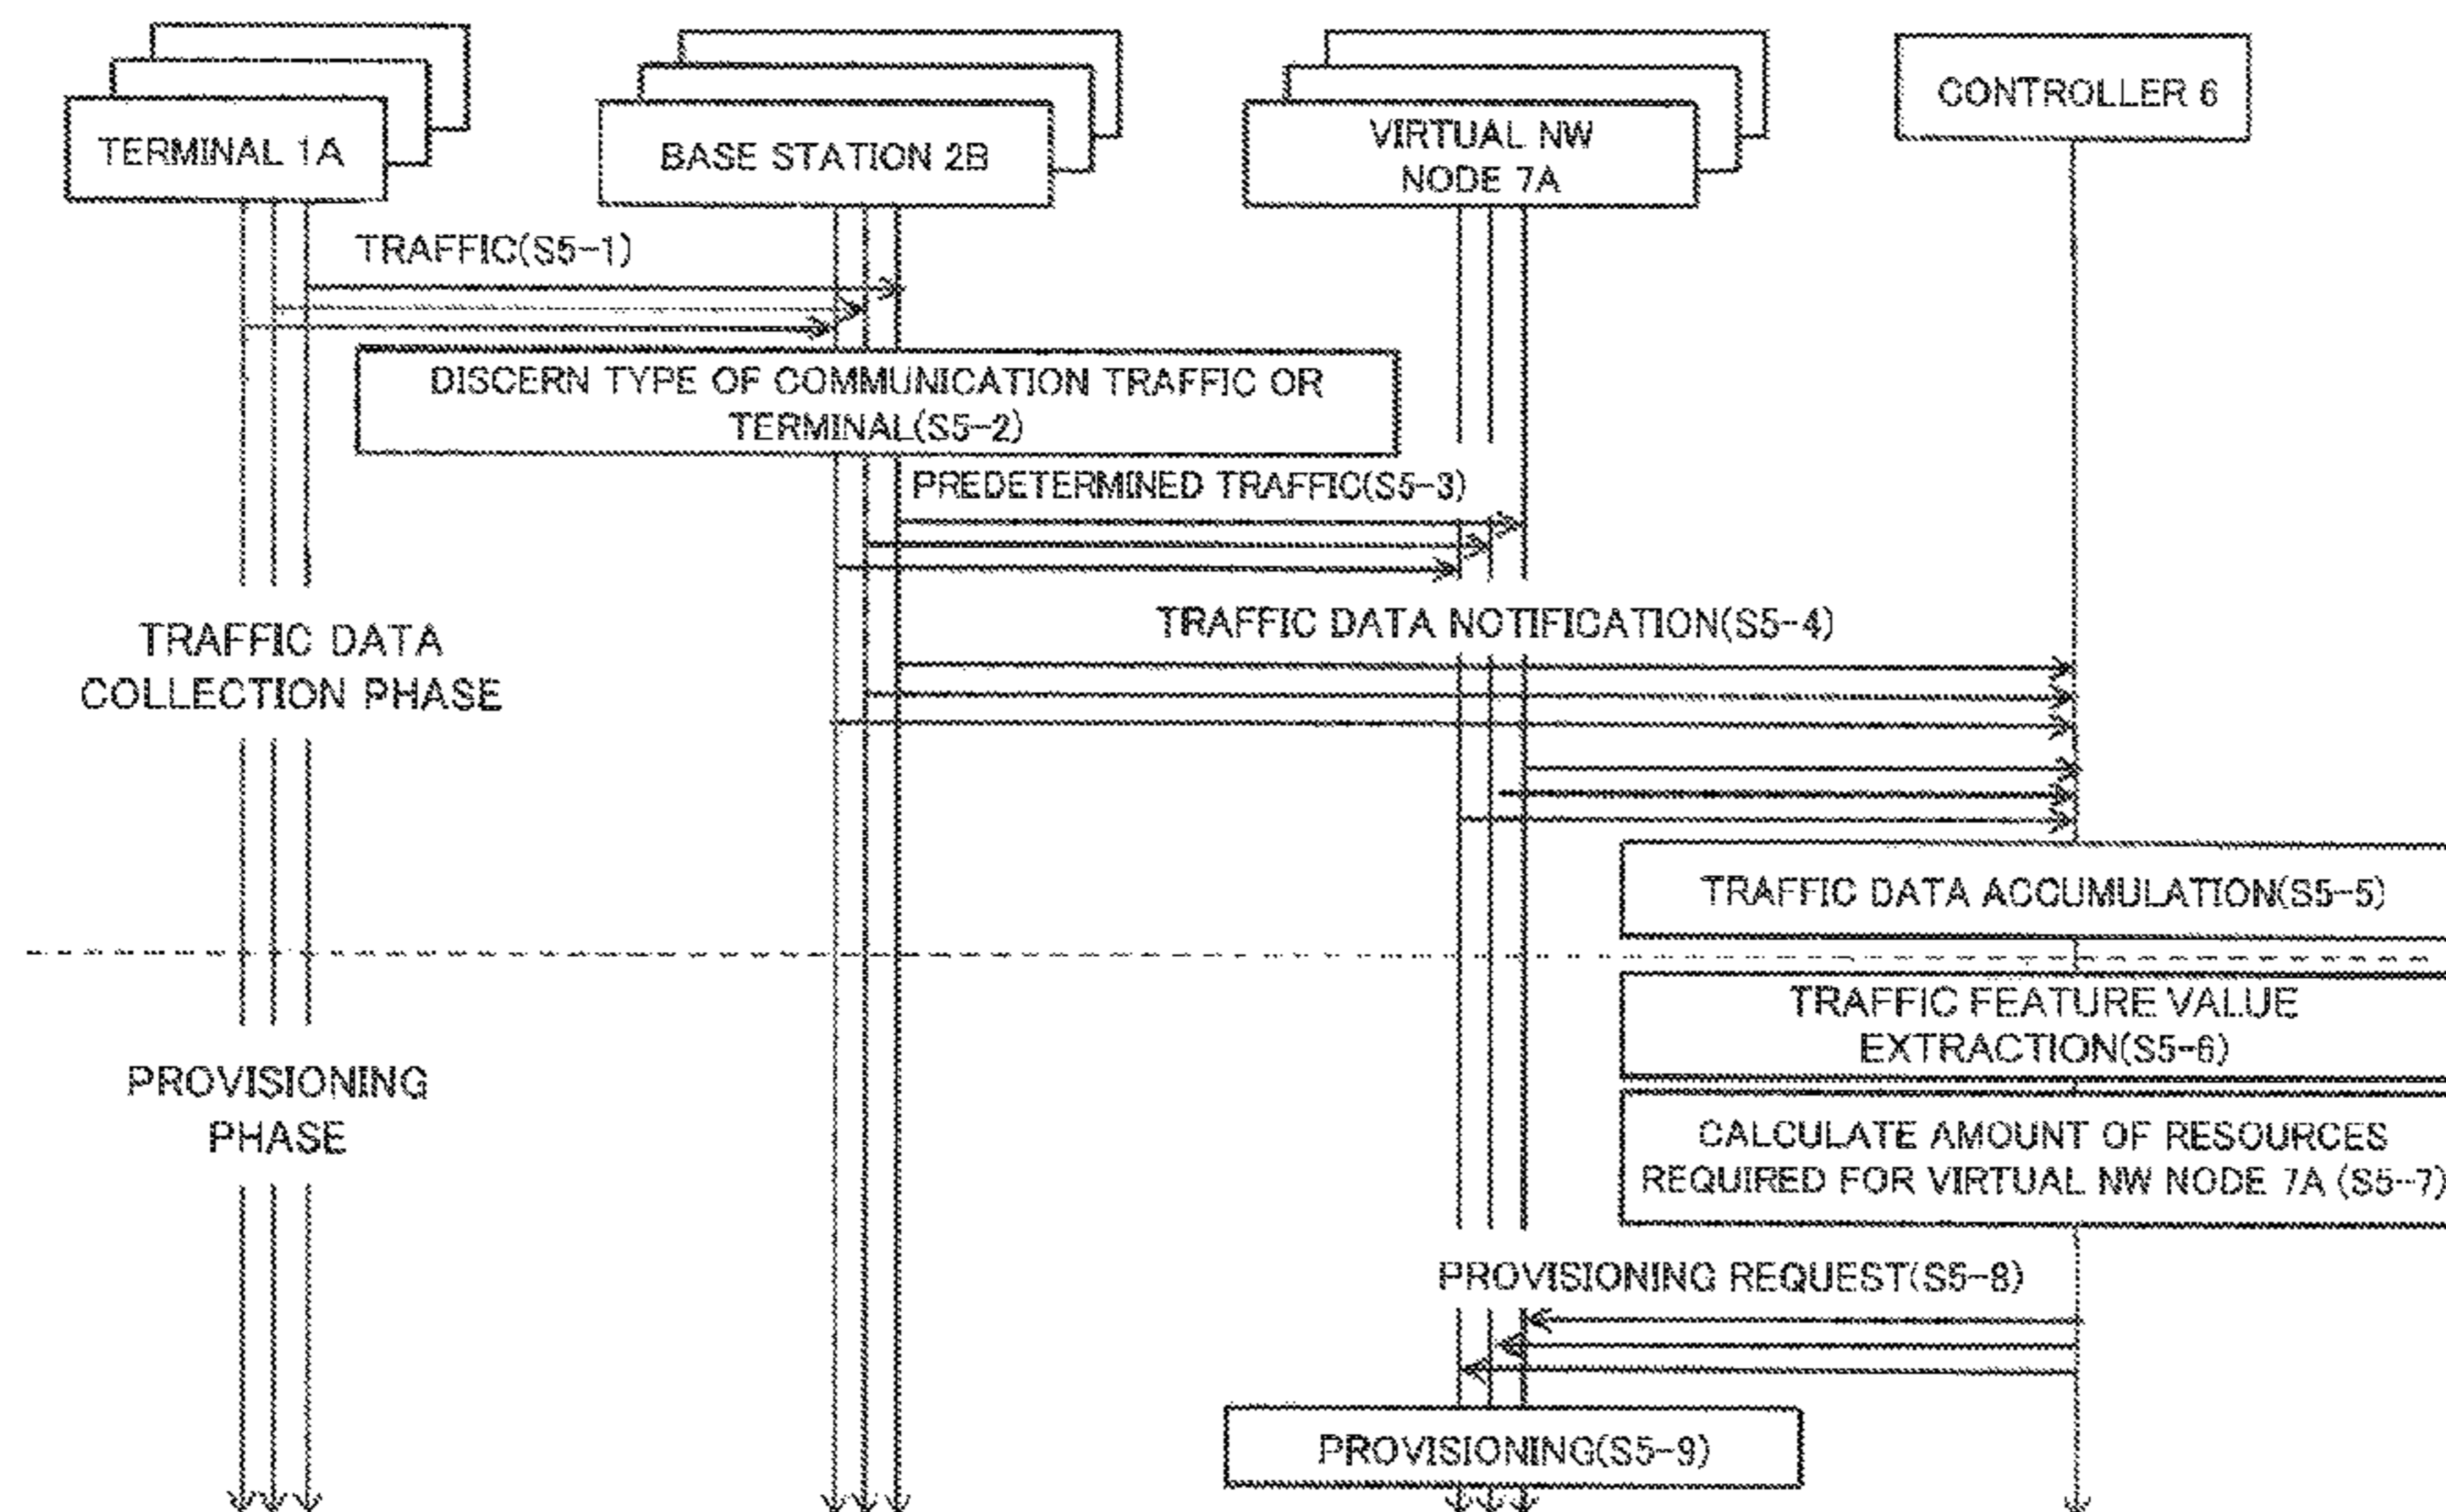 TERMINAL 1A
BASE STATION 2B
VIRTUAL NW
NODE 7A
CONTROLLER 6
TRAFFIC(S5-1)
DISCERN TYPE OF COMMUNICATION TRAFFIC OR
TERMINAL(S5-2)
PREDETERMINED TRAFFIC(S5-3)
TRAFFIC DATA NOTIFICATION(S5-4)
TRAFFIC DATA
COLLECTION PHASE
TRAFFIC DATA ACCUMULATION(S5-5)
TRAFFIC FEATURE VALUE
EXTRACTION(S5-6)
PROVISIONING
PHASE
CALCULATE AMOUNT OF RESOURCES
REQUIRED FOR VIRTUAL NW NODE 7A (S5-7)
PROVISIONING REQUEST(S5-8)
PROVISIONING(S5-9)